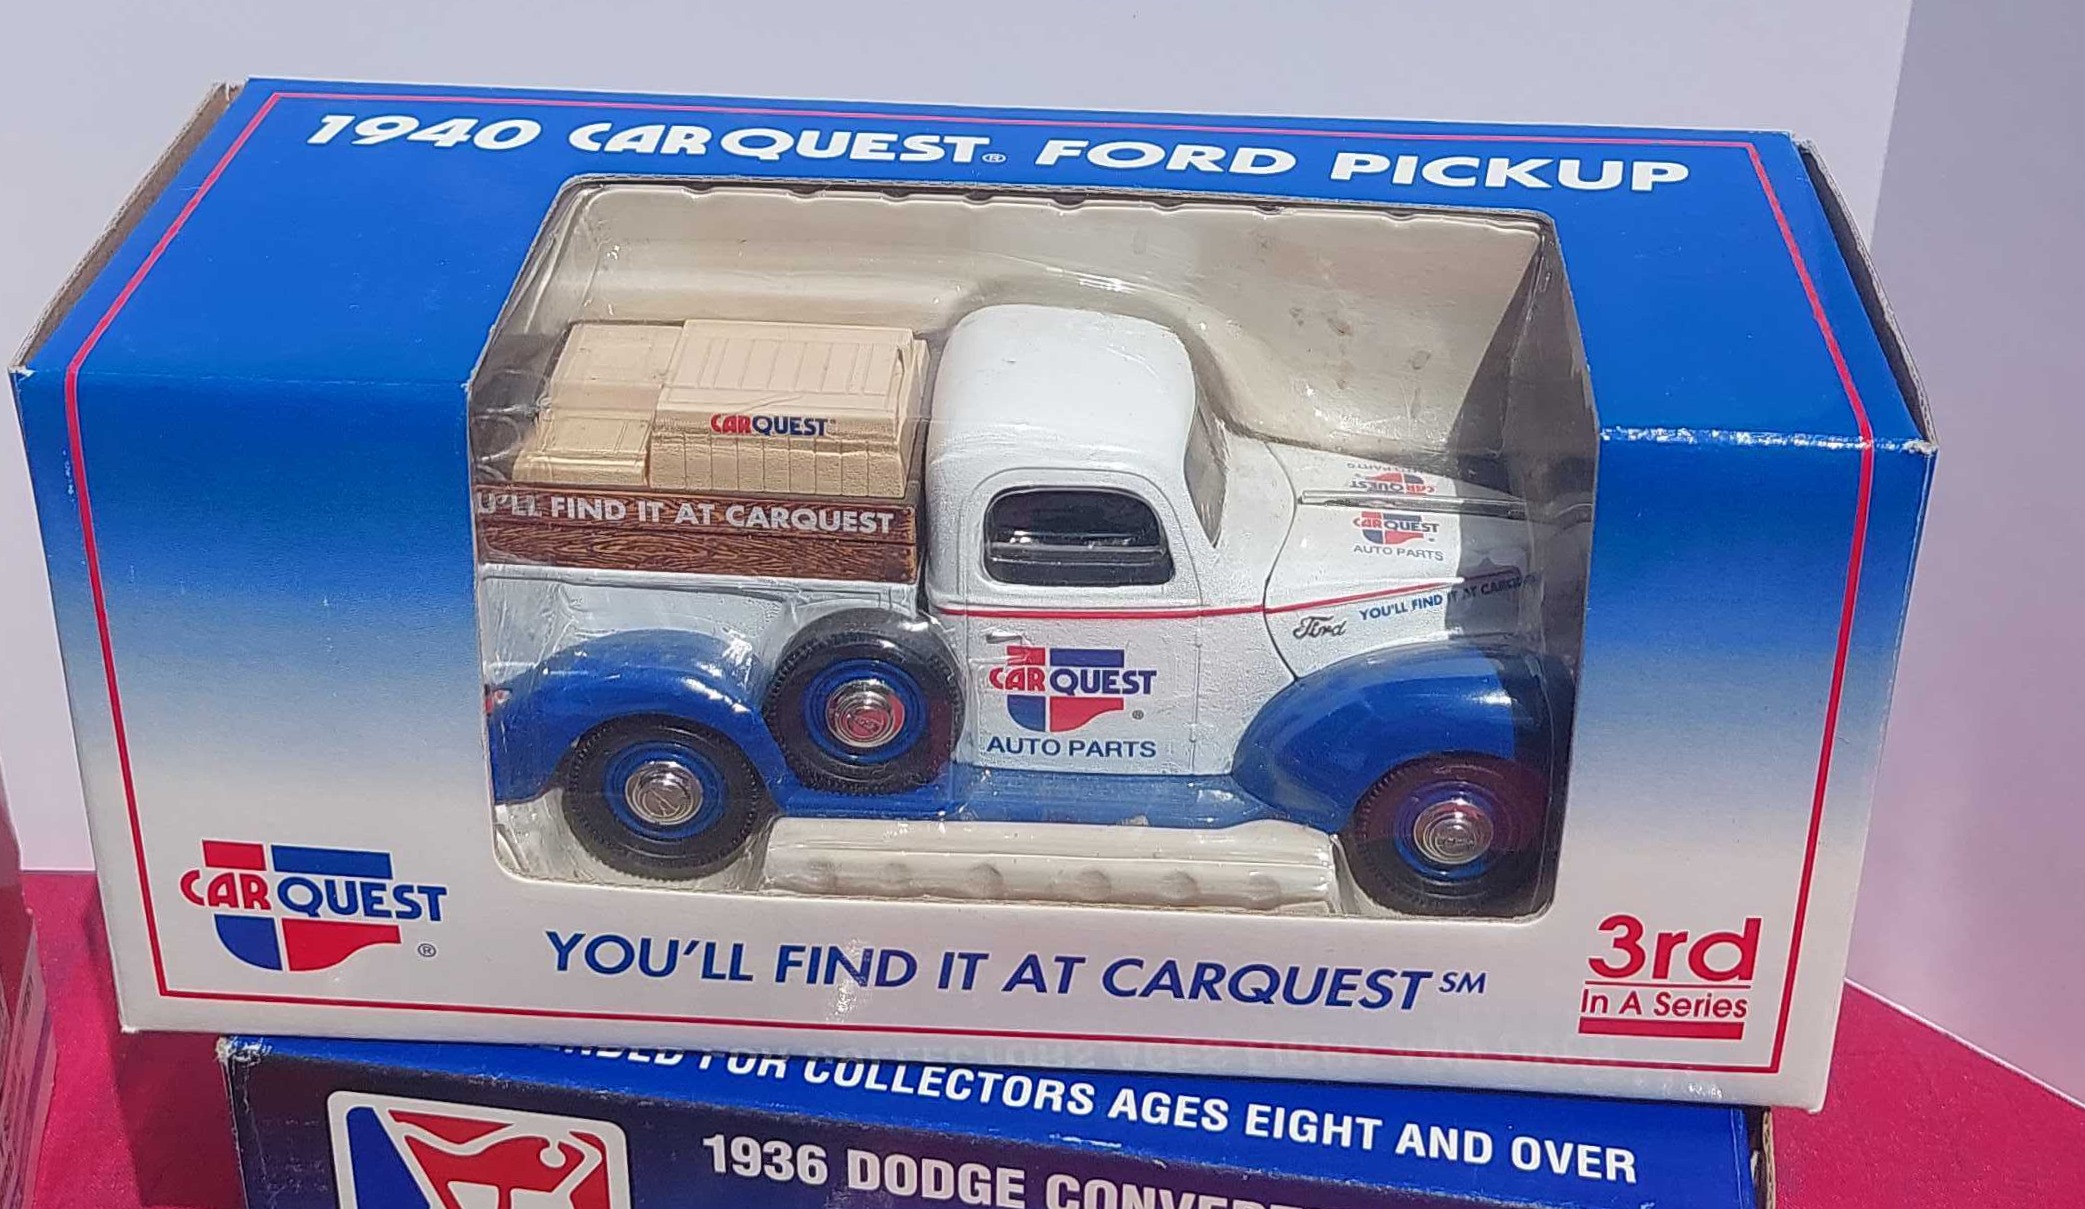 1940 CARQUEST® FORD PICKUP
CARQUEST®
U'LL FIND IT AT CARQUEST
CARQUEST
AUTO PARTS
YOU'LL FIND IT AT CARQUEST
Ford
CARQUEST
®
AUTO PARTS
CARQUEST
®
YOU'LL FIND IT AT CARQUEST SM
3rd
In A Series
FOR COLLECTORS AGES EIGHT AND OVER
1936 DODGE